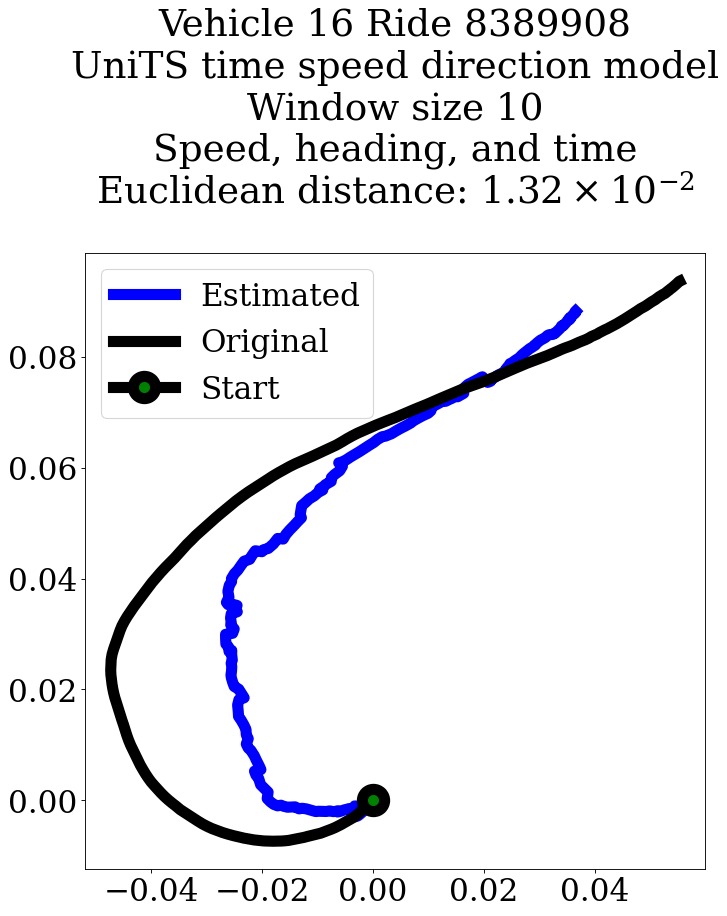 Vehicle 16 Ride 8389908
UniTS time speed direction model
Window size 10
Speed, heading, and time
Euclidean distance: 1.32 × 10⁻²
Estimated
Original
Start
0.08
0.06
0.04
0.02
0.00
−0.04 −0.02 0.00 0.02 0.04